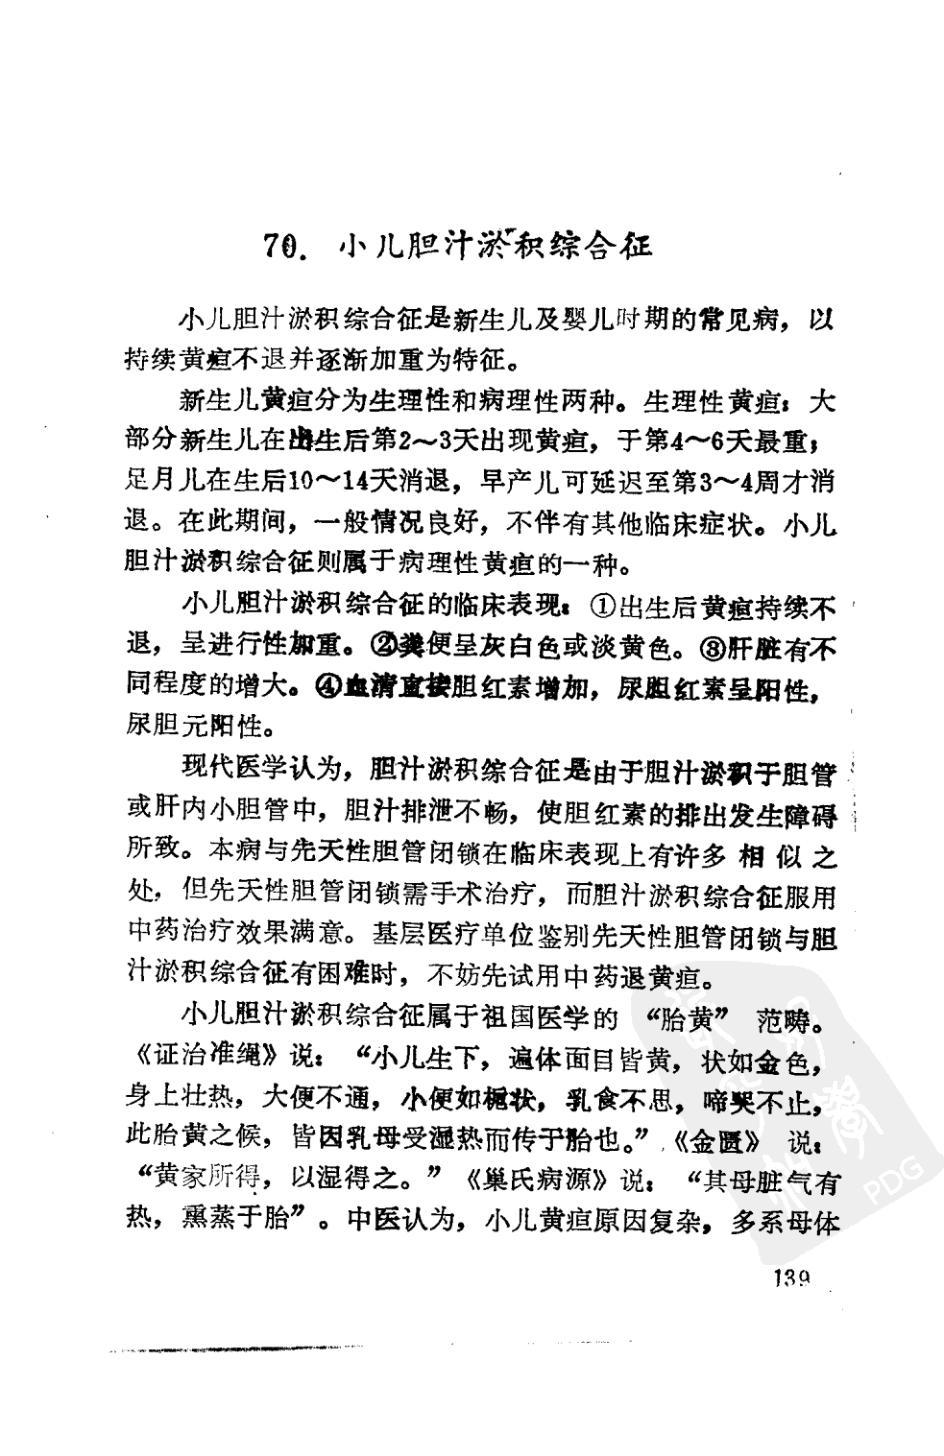 70. 小儿胆汁淤积综合征
小儿胆汁淤积综合征是新生儿及婴儿时期的常见病，以
持续黄疸不退并逐渐加重为特征。
新生儿黄疸分为生理性和病理性两种。生理性黄疸：大
部分新生儿在出生后第2～3天出现黄疸，于第4～6天最重；
足月儿在生后10～14天消退，早产儿可延迟至第3～4周才消
退。在此期间，一般情况良好，不伴有其他临床症状。小儿
胆汁淤积综合征则属于病理性黄疸的一种。
小儿胆汁淤积综合征的临床表现：①出生后黄疸持续不
退，呈进行性加重。②粪便呈灰白色或淡黄色。③肝脏有不
同程度的增大。④血清直接胆红素增加，尿胆红素呈阳性，
尿胆元阳性。
现代医学认为，胆汁淤积综合征是由于胆汁淤积于胆管
或肝内小胆管中，胆汁排泄不畅，使胆红素的排出发生障碍
所致。本病与先天性胆管闭锁在临床表现上有许多相似之
处，但先天性胆管闭锁需手术治疗，而胆汁淤积综合征服用
中药治疗效果满意。基层医疗单位鉴别先天性胆管闭锁与胆
汁淤积综合征有困难时，不妨先试用中药退黄疸。
小儿胆汁淤积综合征属于祖国医学的“胎黄”范畴。
《证治准绳》说：“小儿生下，遍体面目皆黄，状如金色，
身上壮热，大便不通，小便如栀状，乳食不思，啼哭不止，
此胎黄之候，皆因乳母受湿热而传于胎也。”《金匮》说：
“黄家所得，以湿得之。”《巢氏病源》说：“其母脏气有
热，熏蒸于胎”。中医认为，小儿黄疸原因复杂，多系母体
139
PDG